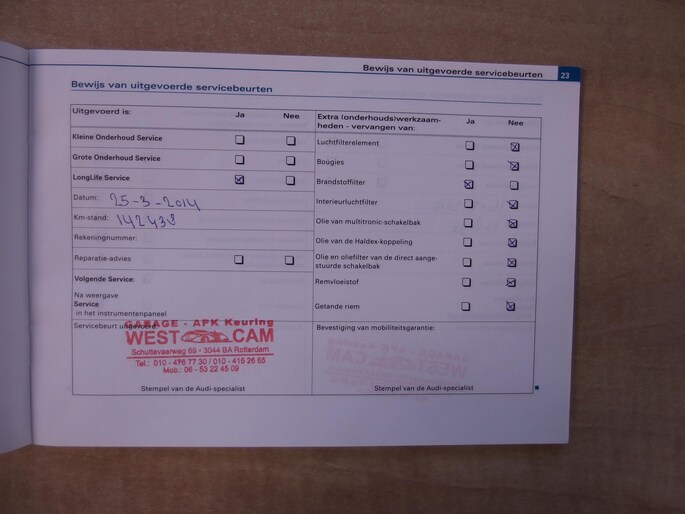 Bewijs van uitgevoerde servicebeurten 23
Bewijs van uitgevoerde servicebeurten
Uitgevoerd is: Ja Nee
Kleine Onderhoud Service
Grote Onderhoud Service
LongLife Service
Datum: 25-3-2014
Km-stand: 142438
Rekeningnummer:
Reparatie-advies
Volgende Service:
Na weergave
Service
in het instrumentenpaneel
Servicebeurt uitgevoerd:
GARAGE - APK Keuring
WEST CAM
Schuttevaerweg 69 - 3044 BA Rotterdam
Tel.: 010 - 476 77 30 / 010 - 415 26 65
Mob.: 06 - 53 22 45 09
Stempel van de Audi-specialist
Extra (onderhouds)werkzaam-
heden - vervangen van: Ja Nee
Luchtfilterelement
Bougies
Brandstoffilter
Interieurluchtfilter
Olie van multitronic-schakelbak
Olie van de Haldex-koppeling
Olie en oliefilter van de direct aange-
stuurde schakelbak
Remvloeistof
Getande riem
Bevestiging van mobiliteitsgarantie:
Stempel van de Audi-specialist